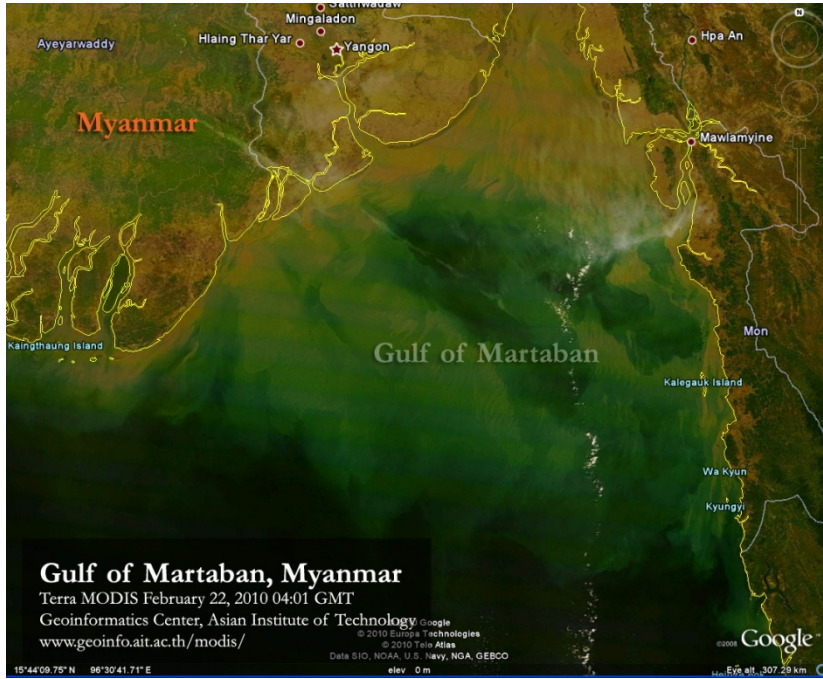 Satthwadaw
Mingaladon
N
Ayeyarwaddy
Hlaing Thar Yar
Yangon
Hpa An
Myanmar
Mawlamyine
Mon
Kaingthaung Island
Gulf of Martaban
Kalegauk Island
Wa Kyun
Kyungyi
Gulf of Martaban, Myanmar
Terra MODIS February 22, 2010 04:01 GMT
Geoinformatics Center, Asian Institute of Technology
www.geoinfo.ait.ac.th/modis/
Google
© 2010 Europa Technologies
© 2010 Tele Atlas
Data SIO, NOAA, U.S. Navy, NGA, GEBCO
©2008 Google
15°44'09.75" N 96°30'41.71" E
elev 0 m
Eye alt 307.29 km